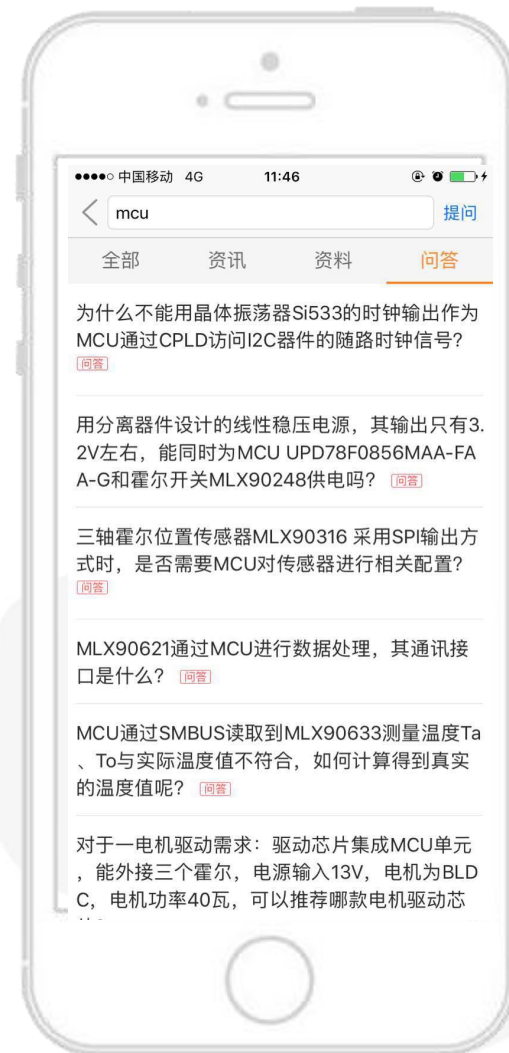 中国移动 4G 11:46
mcu 提问
全部 资讯 资料 问答
为什么不能用晶体振荡器Si533的时钟输出作为
MCU通过CPLD访问I2C器件的随路时钟信号?
问答
用分离器件设计的线性稳压电源，其输出只有3.
2V左右，能同时为MCU UPD78F0856MAA-FA
A-G和霍尔开关MLX90248供电吗? 问答
三轴霍尔位置传感器MLX90316 采用SPI输出方
式时，是否需要MCU对传感器进行相关配置?
问答
MLX90621通过MCU进行数据处理，其通讯接
口是什么? 问答
MCU通过SMBUS读取到MLX90633测量温度Ta
、To与实际温度值不符合，如何计算得到真实
的温度值呢? 问答
对于一电机驱动需求：驱动芯片集成MCU单元
，能外接三个霍尔，电源输入13V，电机为BLD
C，电机功率40瓦，可以推荐哪款电机驱动芯